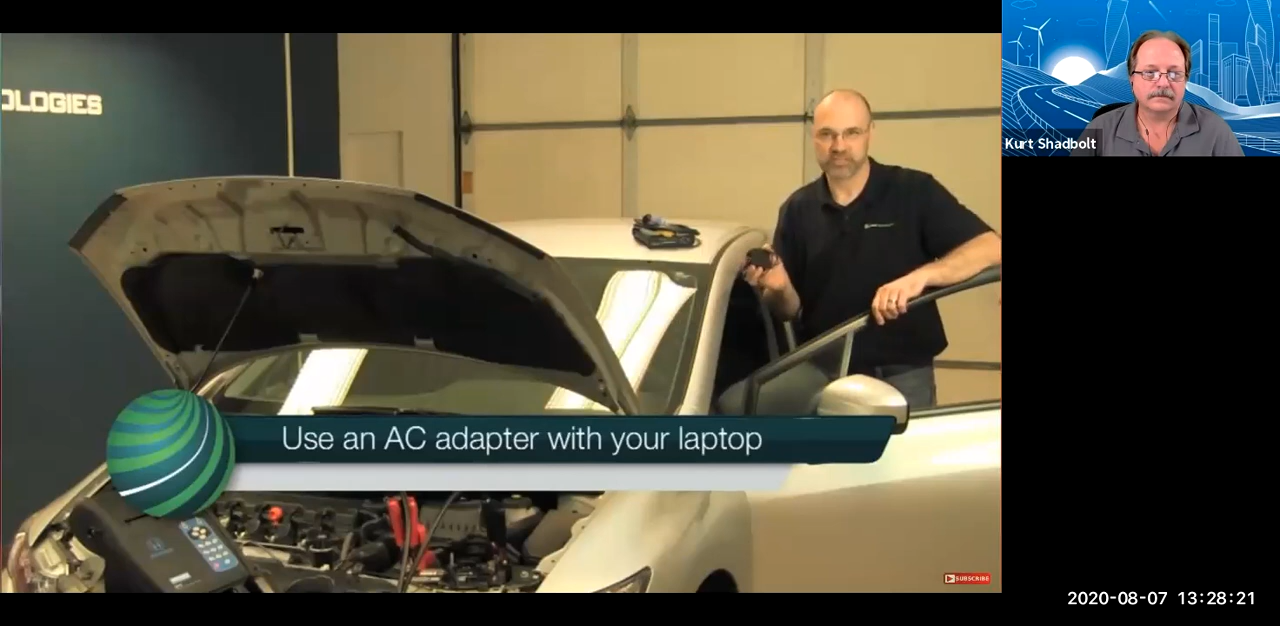 OLOGIES
Kurt Shadbolt
Use an AC adapter with your laptop
SUBSCRIBE
2020-08-07 13:28:21